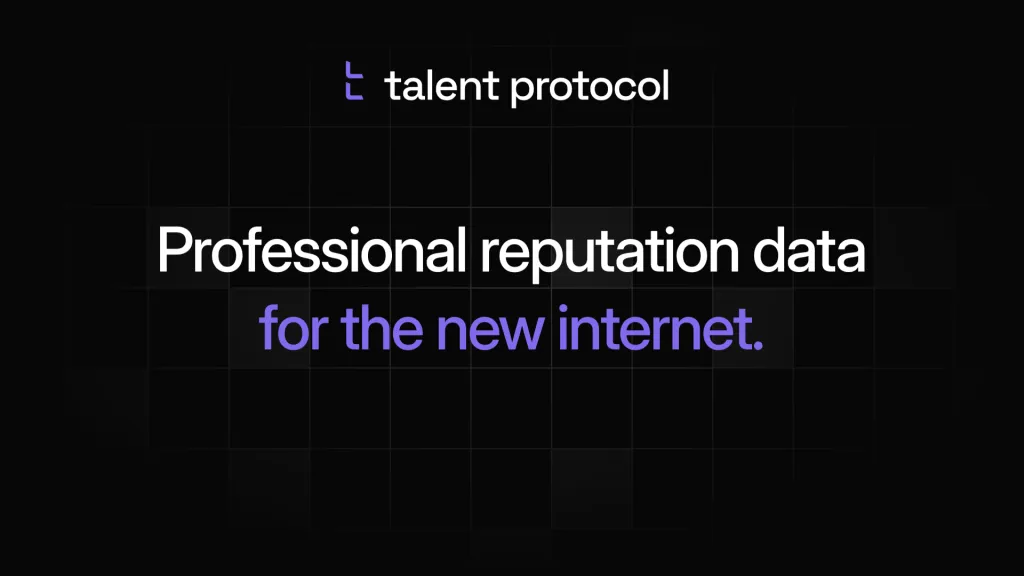 talent protocol
Professional reputation data
for the new internet.